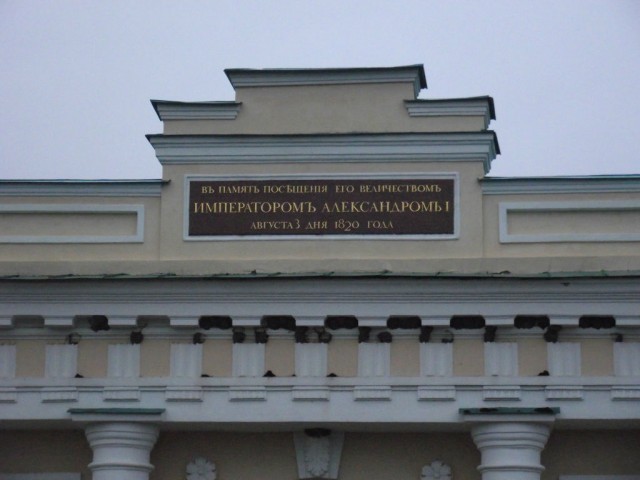 ВЪ ПАМЯТЬ ПОСѢЩЕНІЯ ЕГО ВЕЛИЧЕСТВОМЪ
ИМПЕРАТОРОМЪ АЛЕКСАНДРОМЪ I
АВГУСТА 3 ДНЯ 1820 ГОДА